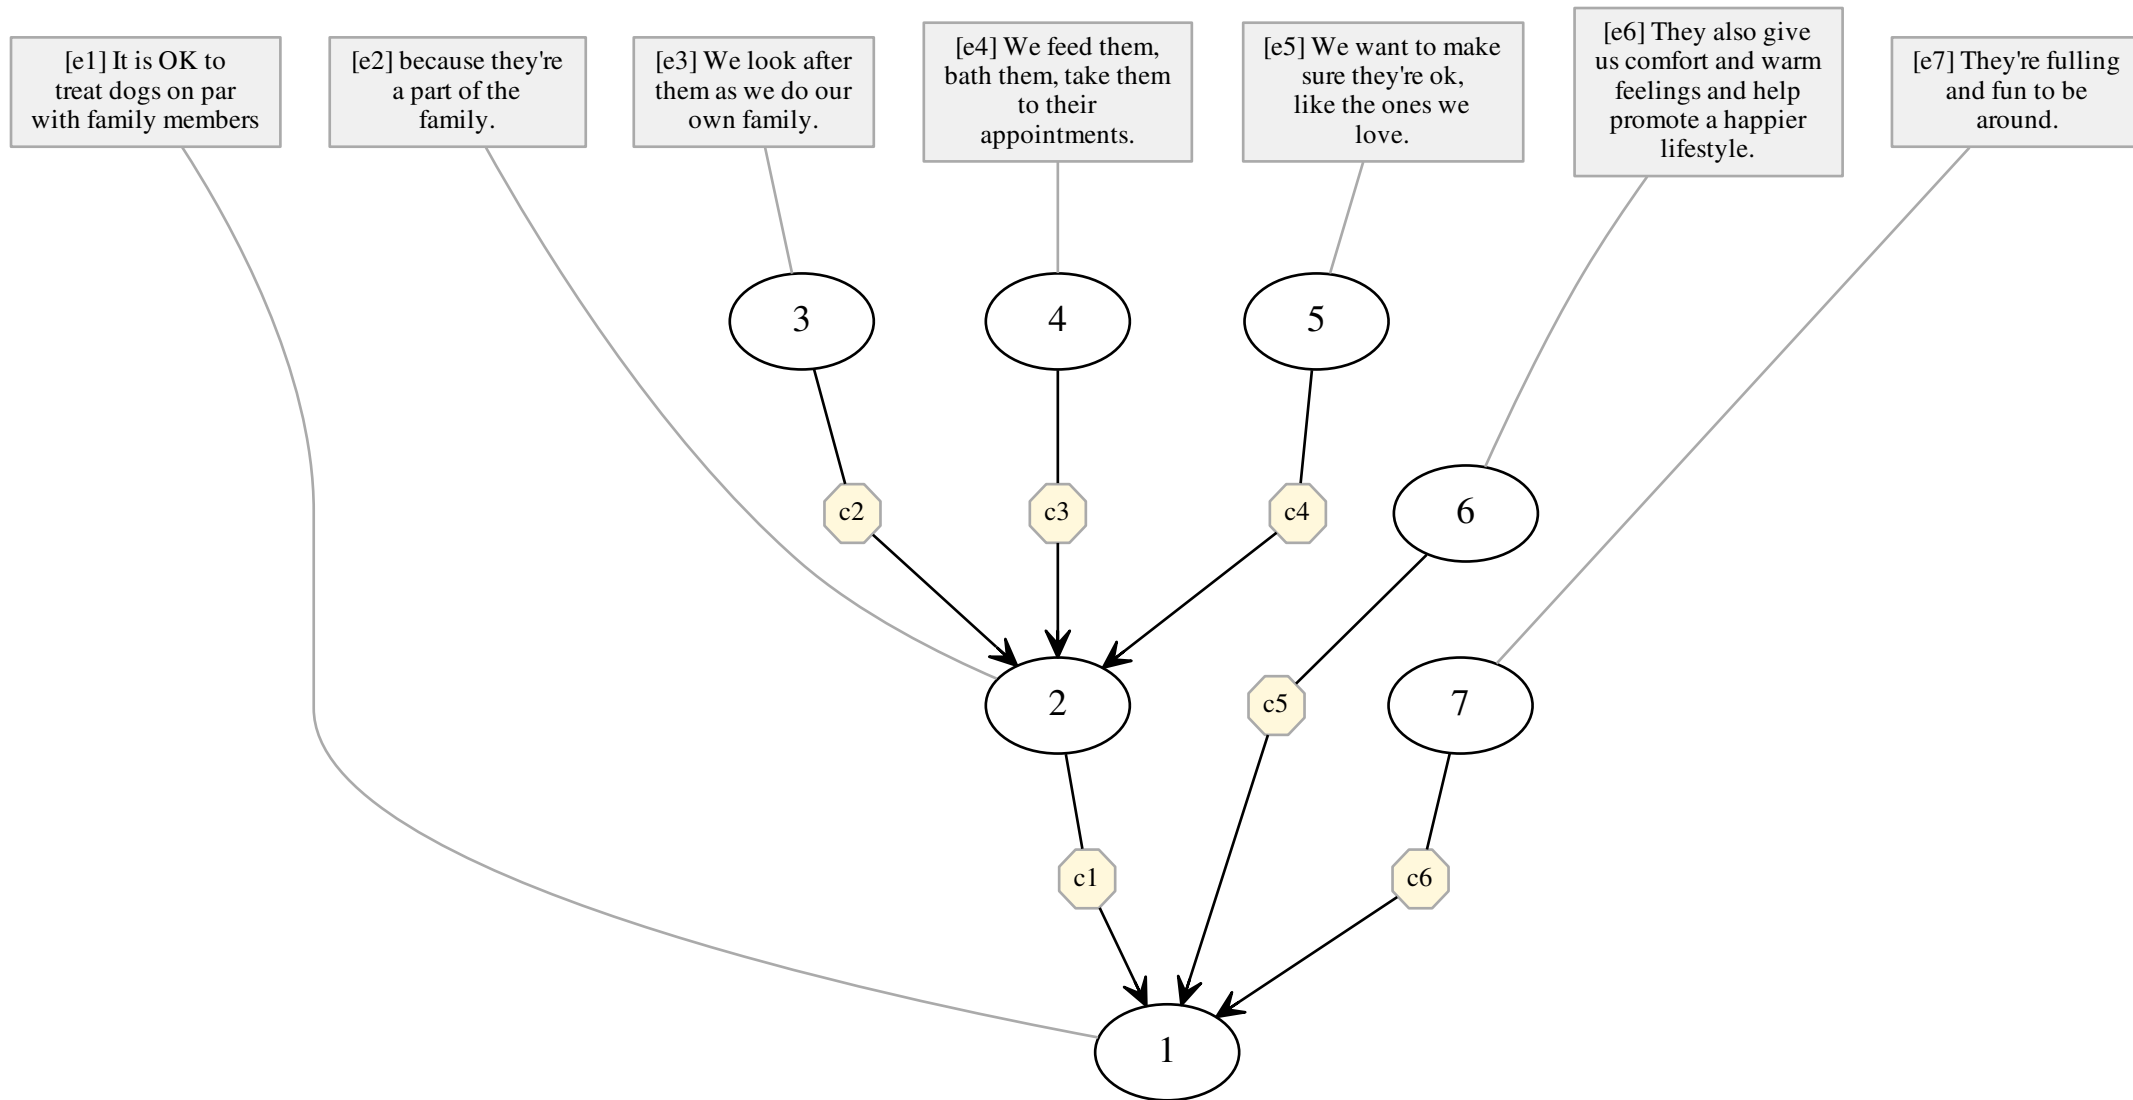 [e1] It is OK to
treat dogs on par
with family members
[e2] because they're
a part of the
family.
[e3] We look after
them as we do our
own family.
[e4] We feed them,
bath them, take them
to their
appointments.
[e5] We want to make
sure they're ok,
like the ones we
love.
[e6] They also give
us comfort and warm
feelings and help
promote a happier
lifestyle.
[e7] They're fulling
and fun to be
around.
3
4
5
c2
c3
c4
6
2
c5
7
c1
c6
1